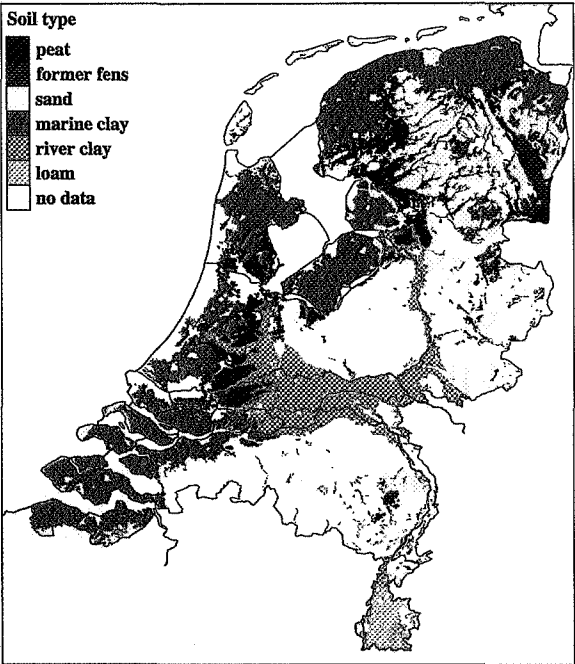 Soil type
peat
former fens
sand
marine clay
river clay
loam
no data